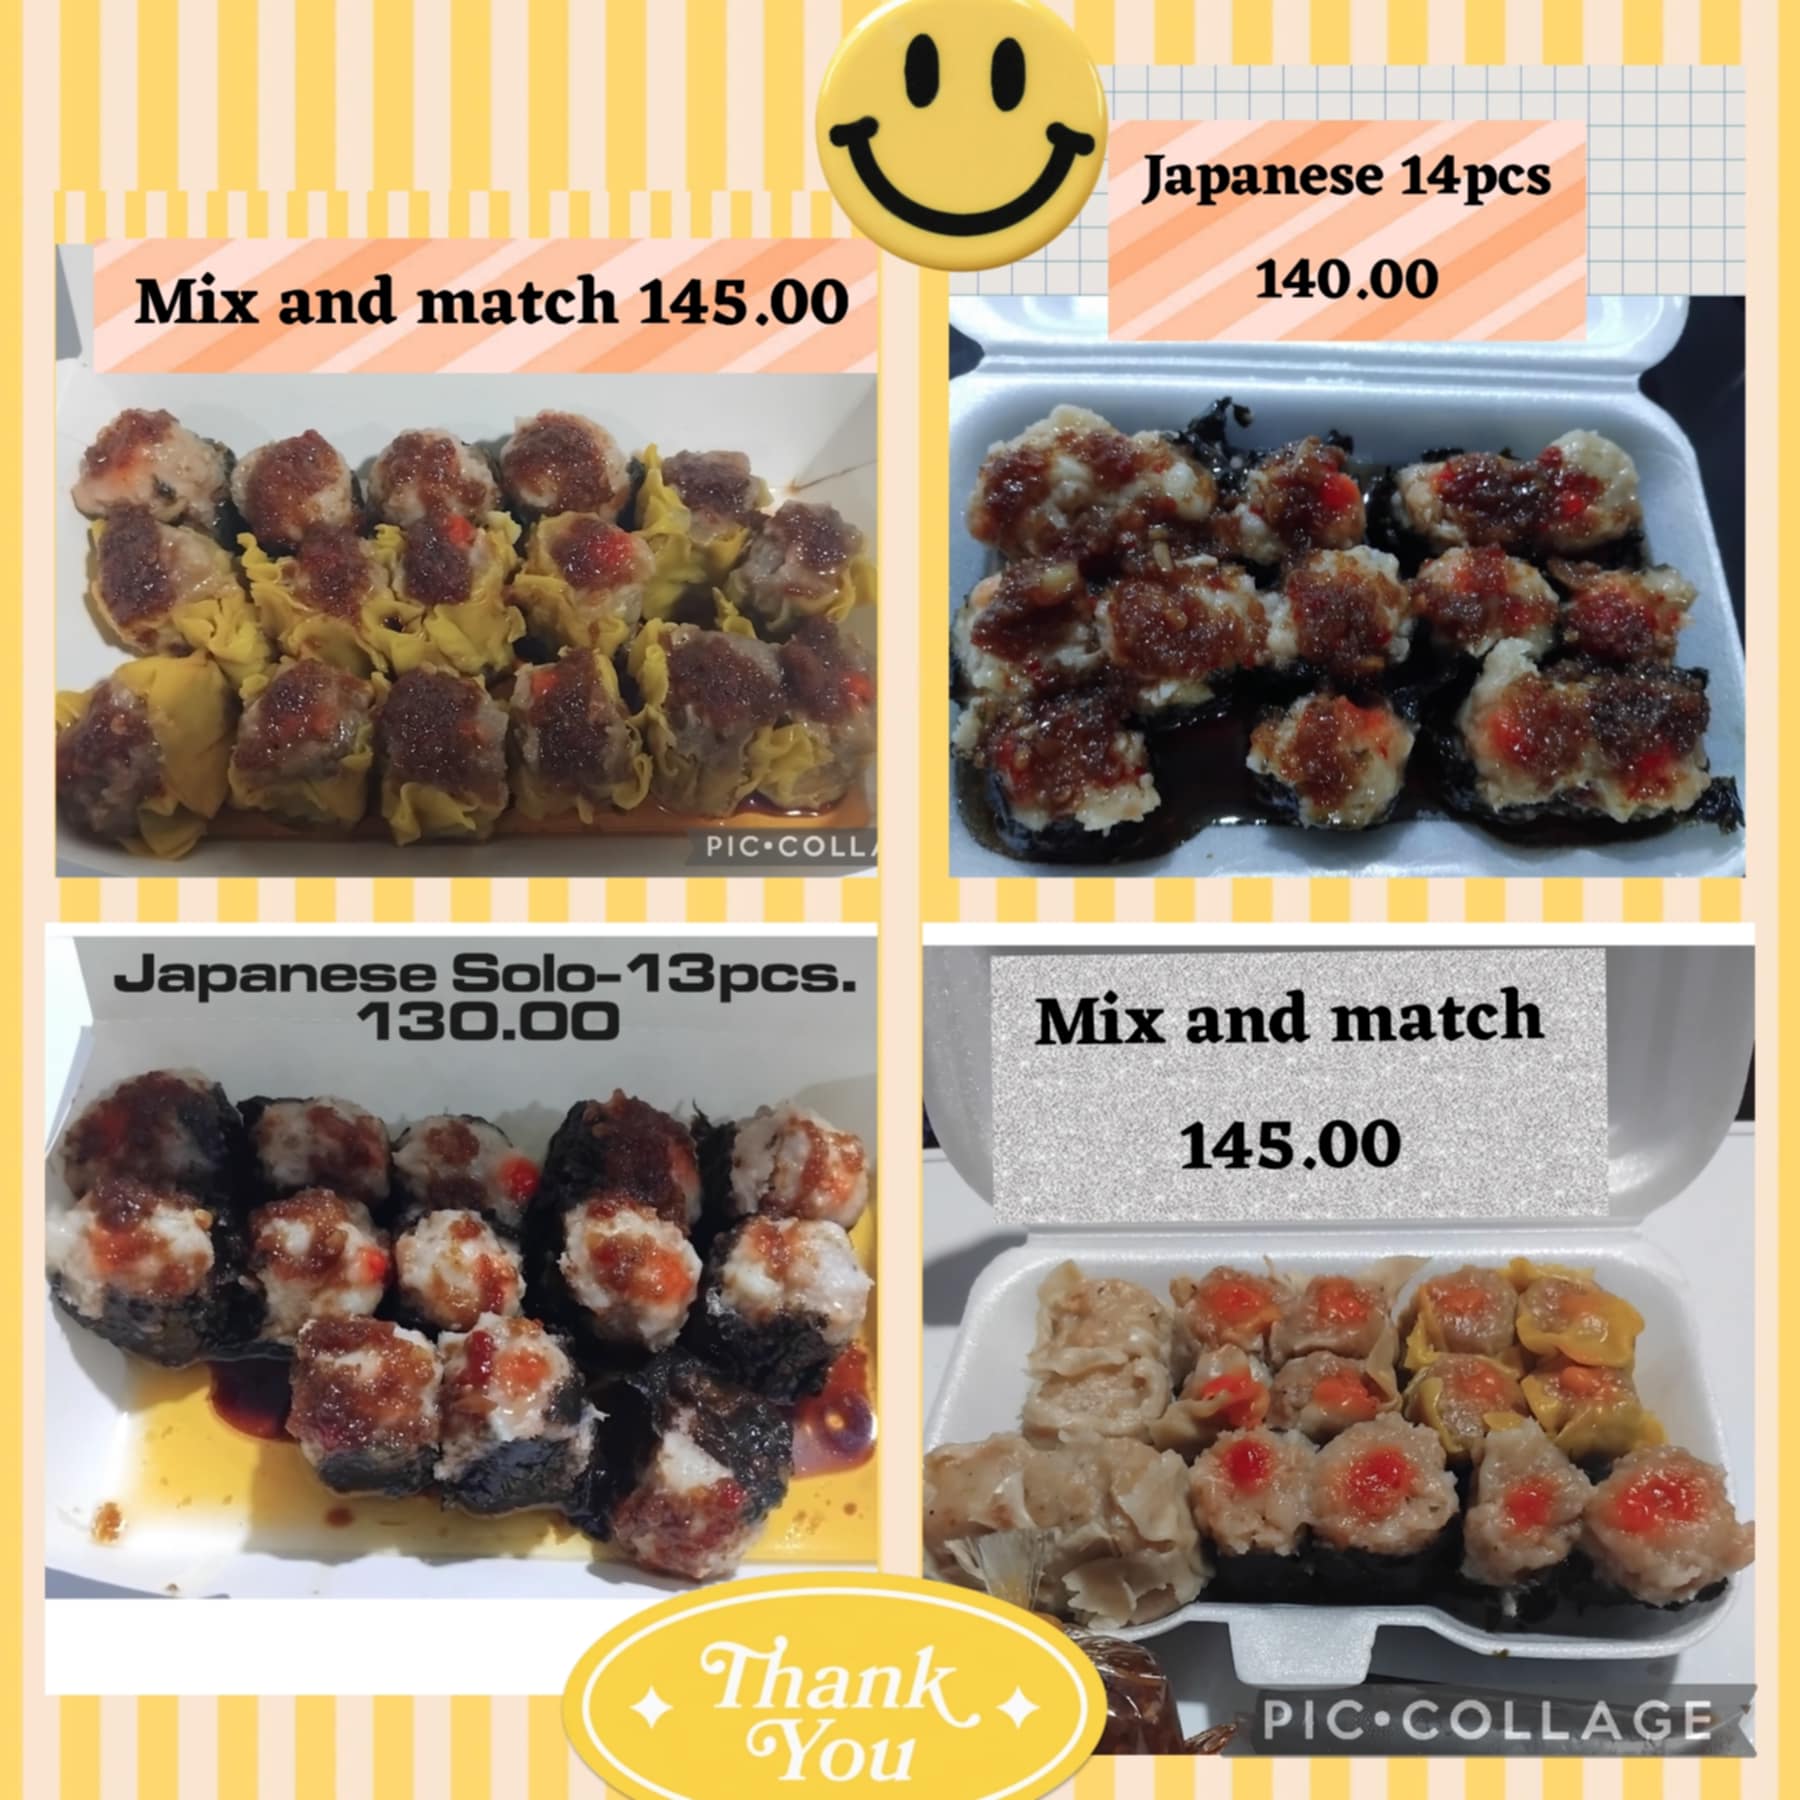 Japanese 14pcs
140.00
Mix and match 145.00
PIC•COLLA
Japanese Solo-13pcs.
130.00
Mix and match
145.00
Thank
You
PIC•COLLAGE